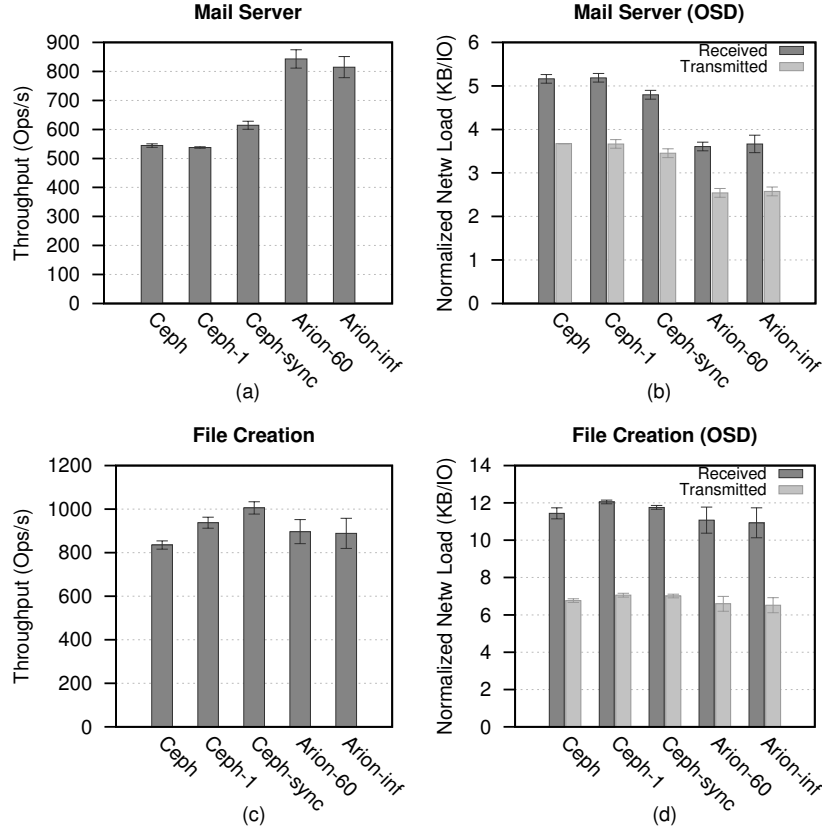 Mail Server
Throughput (Ops/s)
900
800
700
600
500
400
300
200
100
0
Ceph
Ceph-1
Ceph-sync
Arion-60
Arion-inf
(a)
Mail Server (OSD)
Normalized Netw Load (KB/IO)
6
5
4
3
2
1
0
Received
Transmitted
Ceph
Ceph-1
Ceph-sync
Arion-60
Arion-inf
(b)
File Creation
Throughput (Ops/s)
1200
1000
800
600
400
200
0
Ceph
Ceph-1
Ceph-sync
Arion-60
Arion-inf
(c)
File Creation (OSD)
Normalized Netw Load (KB/IO)
14
12
10
8
6
4
2
0
Received
Transmitted
Ceph
Ceph-1
Ceph-sync
Arion-60
Arion-inf
(d)